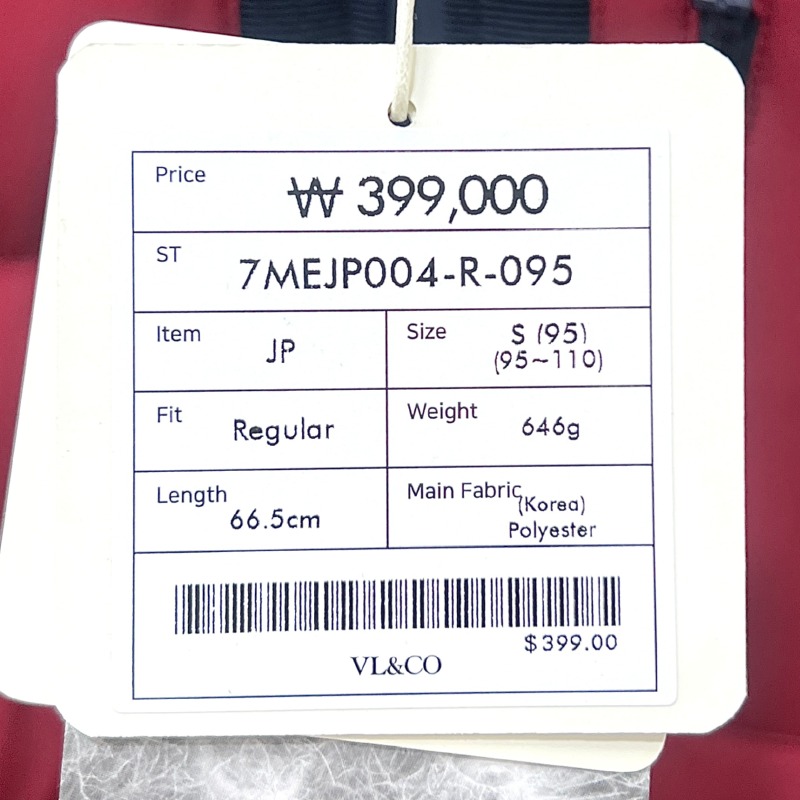 Price
₩ 399,000
ST
7MEJP004-R-095
Item
JP
Size
S (95)
(95~110)
Fit
Regular
Weight
646g
Length
66.5cm
Main Fabric
(Korea)
Polyester
$399.00
VL&CO